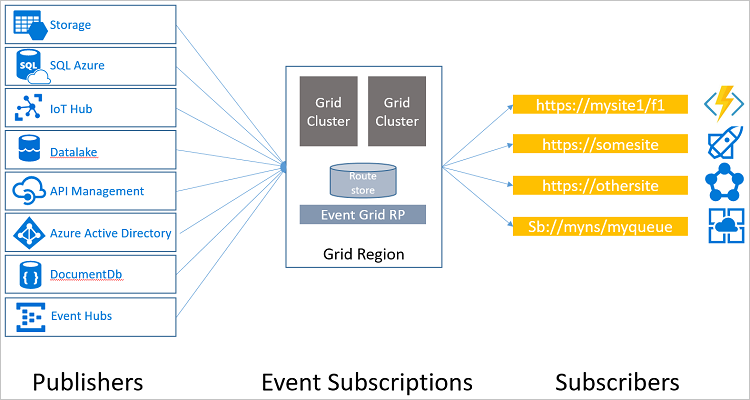 Storage
SQL
SQL Azure
IoT Hub
Datalake
API Management
Azure Active Directory
DocumentDb
Event Hubs
Grid
Cluster
Grid
Cluster
Route
store
Event Grid RP
Grid Region
https://mysite1/f1
https://somesite
https://othersite
Sb://myns/myqueue
Publishers
Event Subscriptions
Subscribers